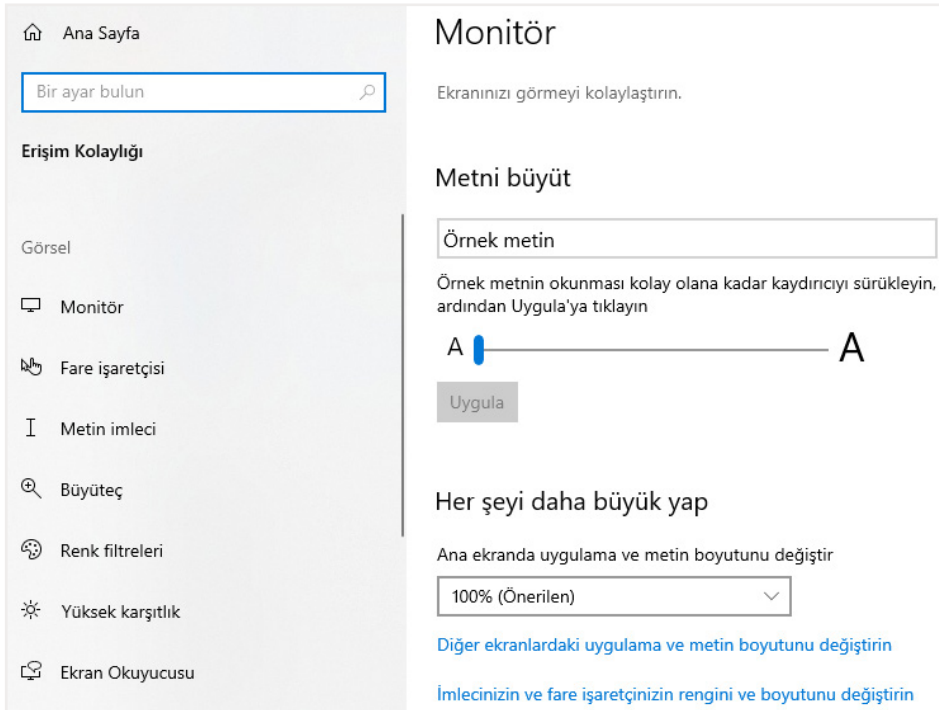 Ana Sayfa
Bir ayar bulun
Erişim Kolaylığı
Görsel
Monitör
Fare işaretçisi
Metin imleci
Büyüteç
Renk filtreleri
Yüksek karşıtlık
Ekran Okuyucusu
Monitör
Ekranınızı görmeyi kolaylaştırın.
Metni büyüt
Örnek metin
Örnek metnin okunması kolay olana kadar kaydırıcıyı sürükleyin,
ardından Uygula'ya tıklayın
A A
Uygula
Her şeyi daha büyük yap
Ana ekranda uygulama ve metin boyutunu değiştir
100% (Önerilen)
Diğer ekranlardaki uygulama ve metin boyutunu değiştirin
İmlecinizin ve fare işaretçinizin rengini ve boyutunu değiştirin